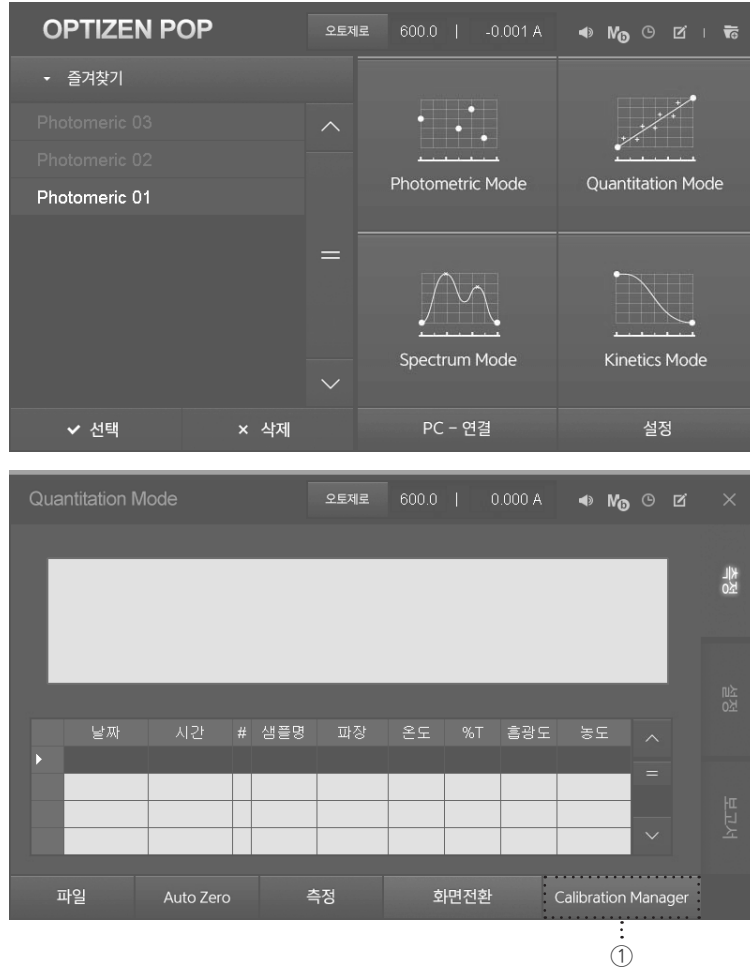 OPTIZEN POP 오토제로 600.0 | -0.001 A
즐겨찾기
Photomeric 03
Photomeric 02
Photomeric 01
Photometric Mode Quantitation Mode
Spectrum Mode Kinetics Mode
선택 × 삭제 PC - 연결 설정
Quantitation Mode 오토제로 600.0 | 0.000 A
측정
설정
보고서
날짜 시간 # 샘플명 파장 온도 %T 흡광도 농도
파일 Auto Zero 측정 화면전환 Calibration Manager
①